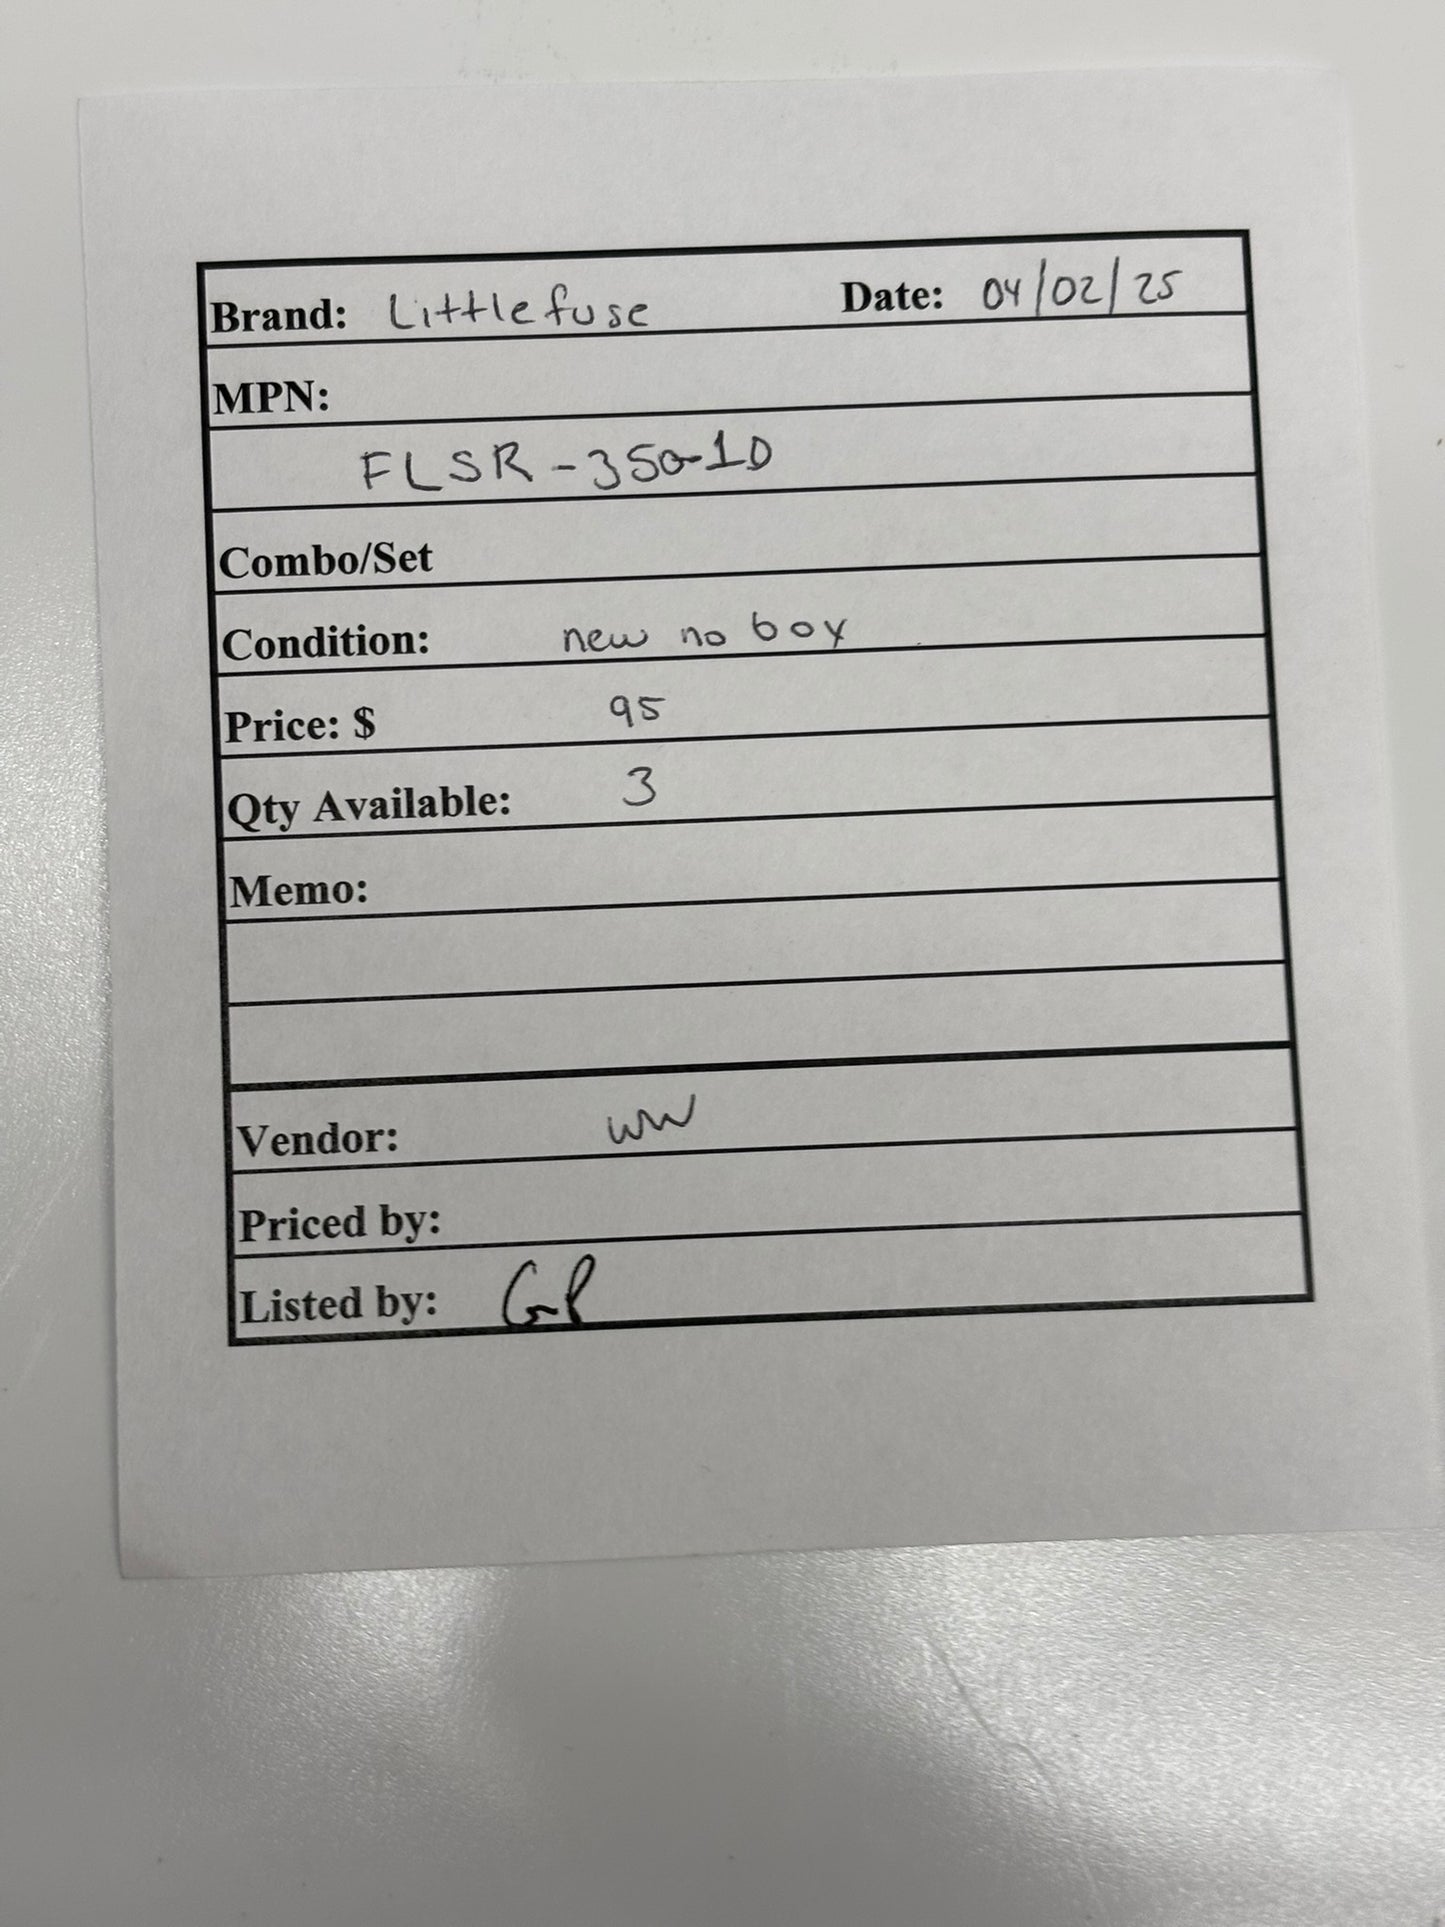 Brand: Littlefuse Date: 04/02/25
MPN:
FLSR-350-1D
Combo/Set
Condition: new no box
Price: $ 95
Qty Available: 3
Memo:
Vendor: WW
Priced by:
Listed by: GP